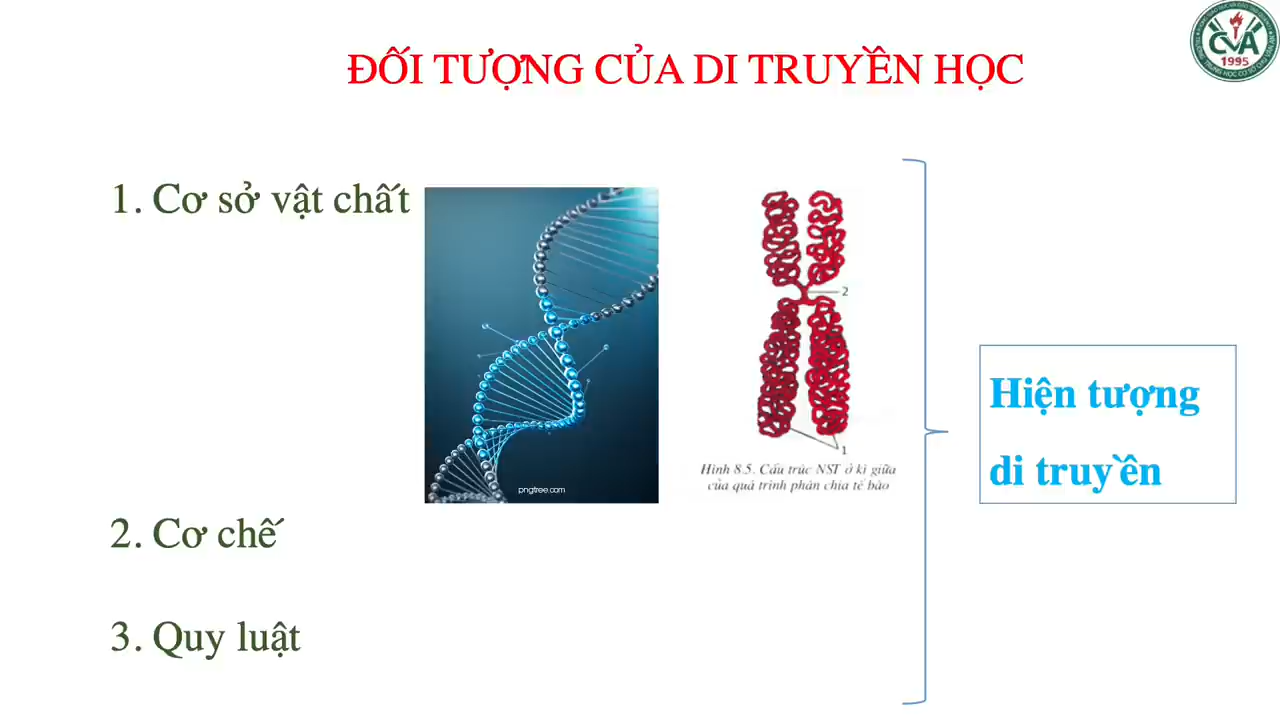 ĐỐI TƯỢNG CỦA DI TRUYỀN HỌC
CVA
1995
1. Cơ sở vật chất
2
1
pngtree.com
Hình 8.5. Cấu trúc NST ở kì giữa
của quá trình phân chia tế bào
Hiện tượng
di truyền
2. Cơ chế
3. Quy luật